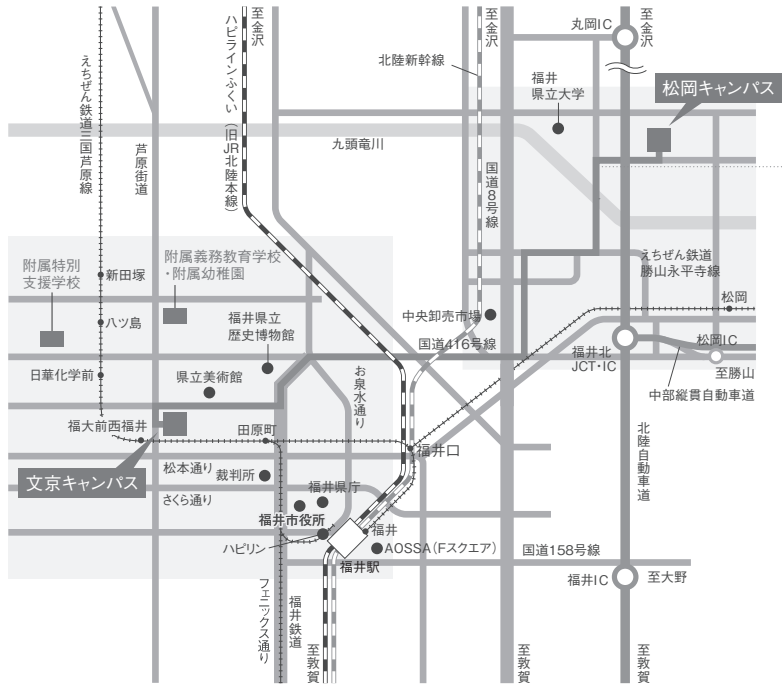 至金沢
至金沢
丸岡IC
至金沢
えちぜん鉄道三国芦原線
芦原街道
ハピラインふくい(旧JR北陸本線)
北陸新幹線
福井
県立大学
松岡キャンパス
九頭竜川
国道8号線
附属特別
支援学校
新田塚
附属義務教育学校
・附属幼稚園
えちぜん鉄道
勝山永平寺線
松岡
八ツ島
福井県立
歴史博物館
中央卸売市場
国道416号線
福井北
JCT・IC
松岡IC
至勝山
日華化学前
県立美術館
お泉水通り
中部縦貫自動車道
福大前西福井
田原町
福井口
北陸自動車道
文京キャンパス
松本通り
裁判所
さくら通り
福井県庁
福井市役所
福井
ハピリン
AOSSA(Fスクエア)
国道158号線
福井駅
福井IC
至大野
フェニックス通り
福井鉄道
至敦賀
至敦賀
至敦賀